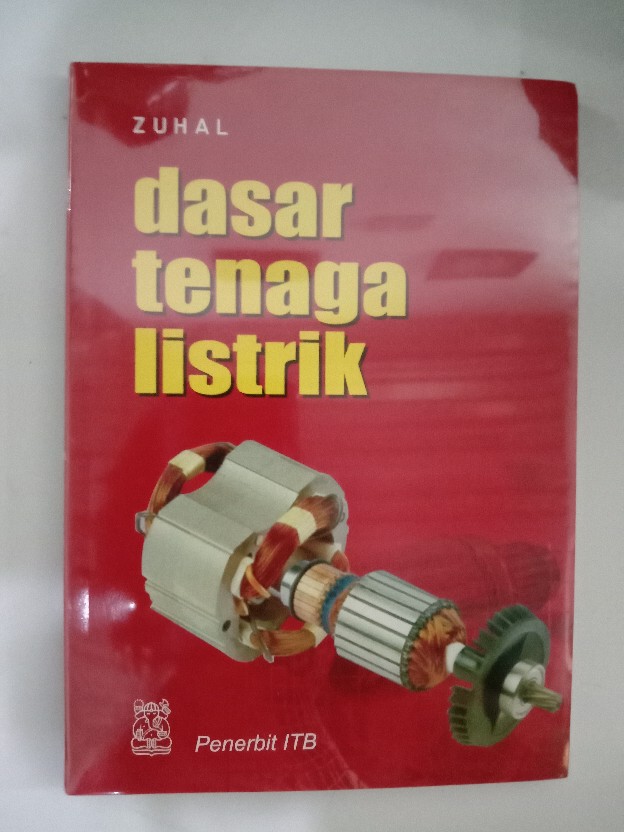 ZUHAL
dasar
tenaga
listrik
Penerbit ITB